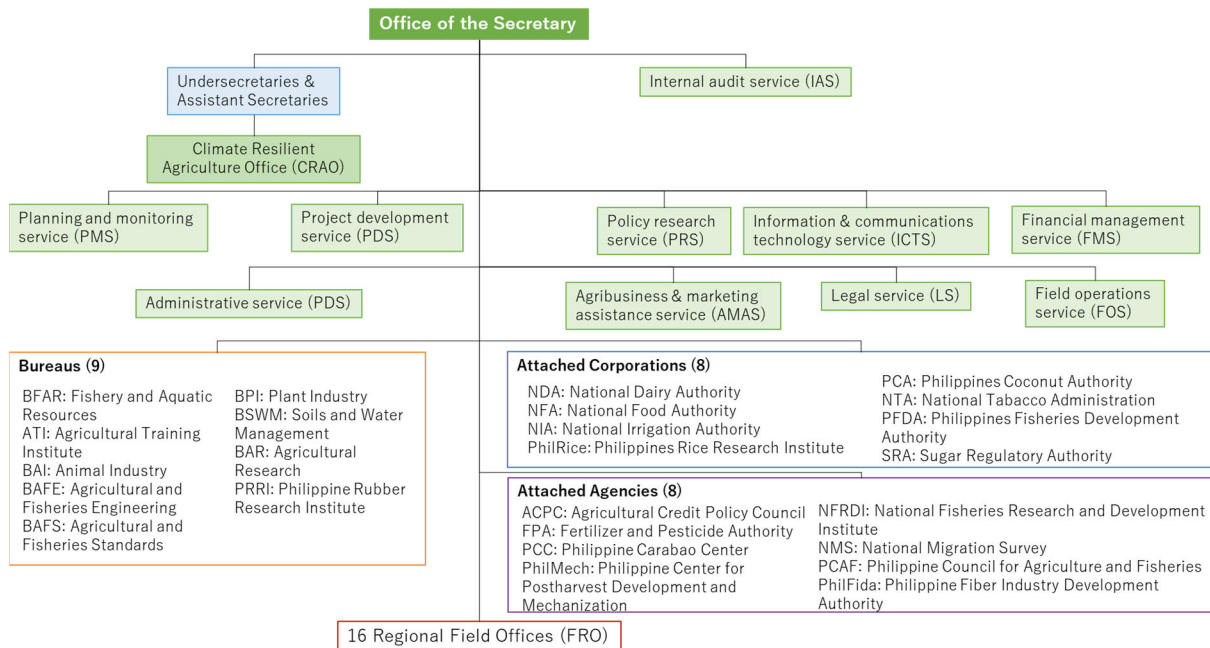 Office of the Secretary
Undersecretaries &
Assistant Secretaries
Internal audit service (IAS)
Climate Resilient
Agriculture Office (CRAO)
Planning and monitoring
service (PMS)
Project development
service (PDS)
Policy research
service (PRS)
Information & communications
technology service (ICTS)
Financial management
service (FMS)
Administrative service (PDS)
Agribusiness & marketing
assistance service (AMAS)
Legal service (LS)
Field operations
service (FOS)
Bureaus (9)
BFAR: Fishery and Aquatic
Resources
ATI: Agricultural Training
Institute
BAI: Animal Industry
BAFE: Agricultural and
Fisheries Engineering
BAFS: Agricultural and
Fisheries Standards
BPI: Plant Industry
BSWM: Soils and Water
Management
BAR: Agricultural
Research
PRRI: Philippine Rubber
Research Institute
Attached Corporations (8)
NDA: National Dairy Authority
NFA: National Food Authority
NIA: National Irrigation Authority
PhilRice: Philippines Rice Research Institute
PCA: Philippines Coconut Authority
NTA: National Tabacco Administration
PFDA: Philippines Fisheries Development
Authority
SRA: Sugar Regulatory Authority
Attached Agencies (8)
ACPC: Agricultural Credit Policy Council
FPA: Fertilizer and Pesticide Authority
PCC: Philippine Carabao Center
PhilMech: Philippine Center for
Postharvest Development and
Mechanization
NFRDI: National Fisheries Research and Development
Institute
NMS: National Migration Survey
PCAF: Philippine Council for Agriculture and Fisheries
PhilFida: Philippine Fiber Industry Development
Authority
16 Regional Field Offices (FRO)